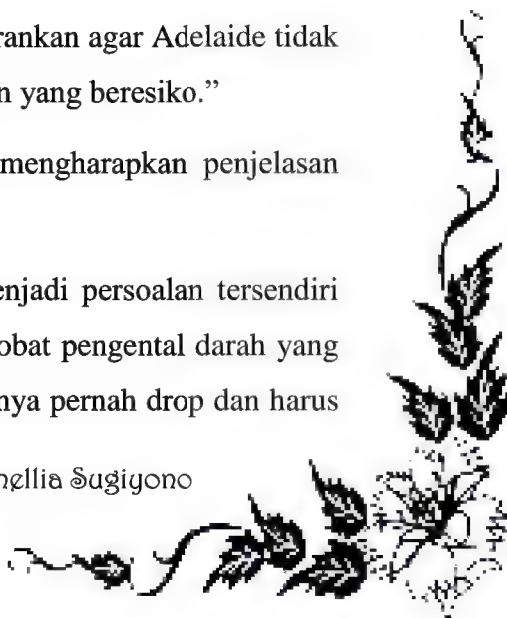 rankan agar Adelaide tidak
n yang beresiko.”
mengharapkan penjelasan
enjadi persoalan tersendiri
obat pengental darah yang
nya pernah drop dan harus
nellia Sugiyono